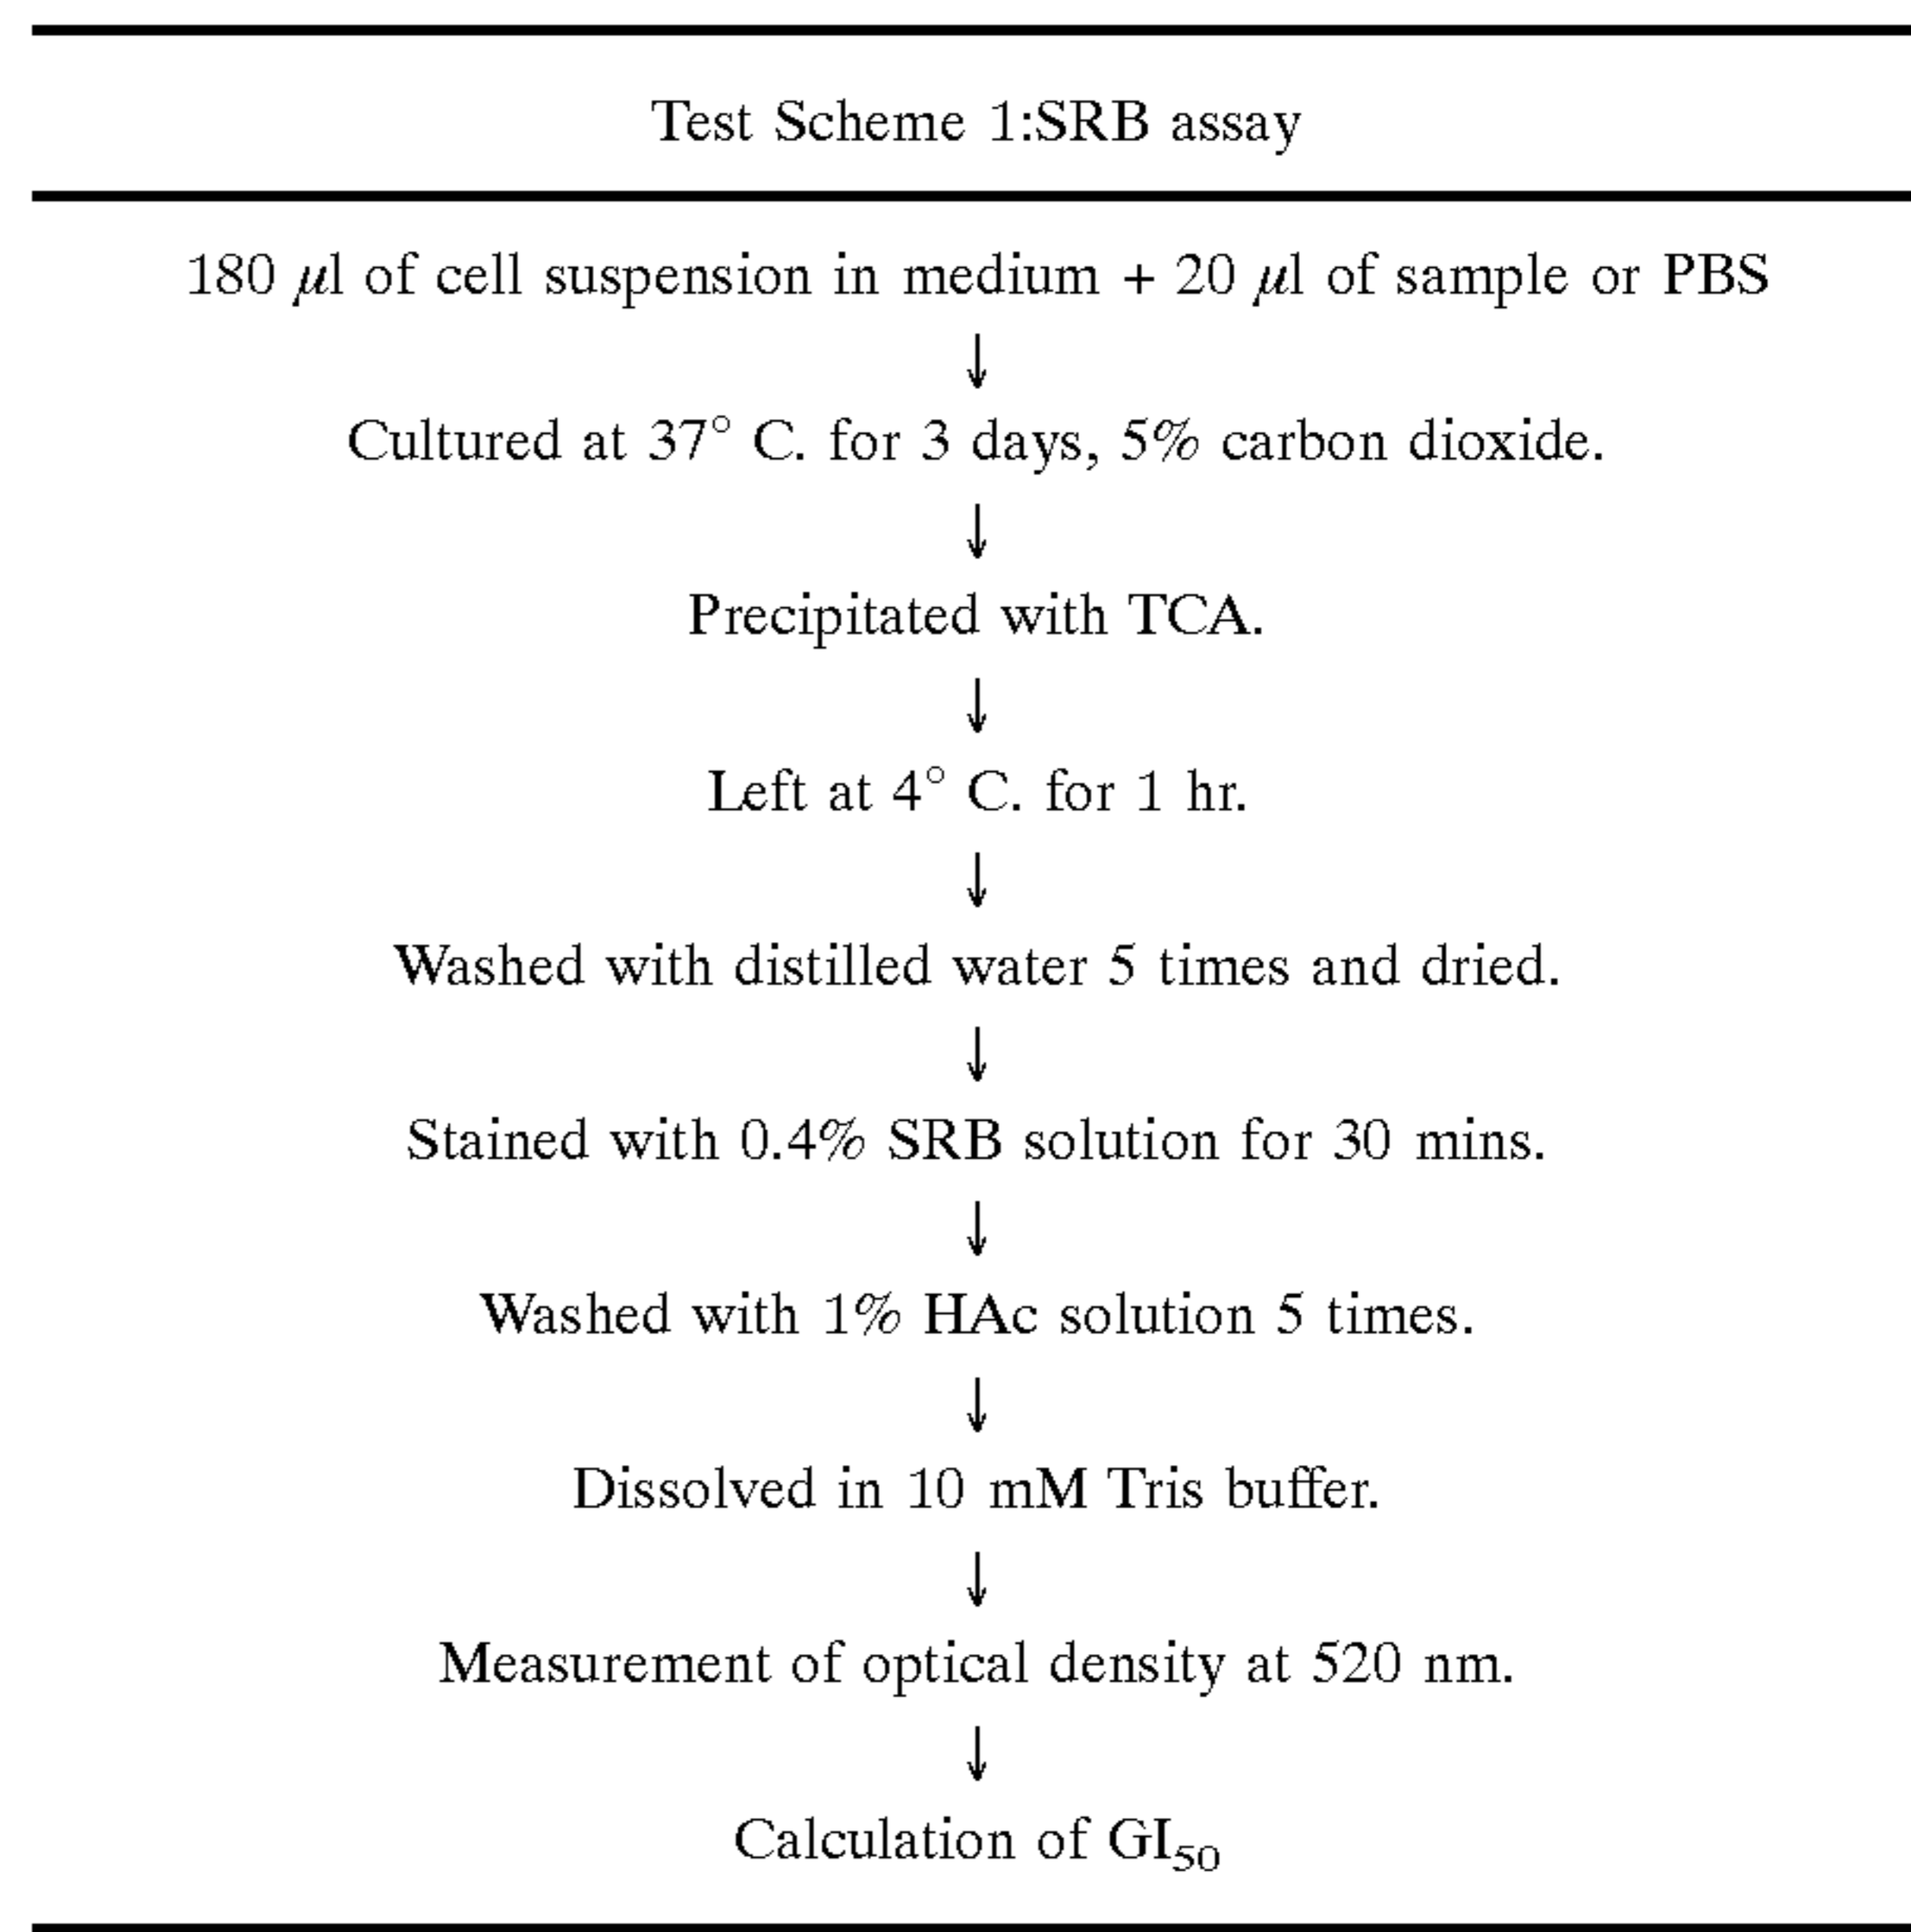 Test Scheme 1:SRB assay
180 µl of cell suspension in medium + 20 µl of sample or PBS
↓
Cultured at 37° C. for 3 days, 5% carbon dioxide.
↓
Precipitated with TCA.
↓
Left at 4° C. for 1 hr.
↓
Washed with distilled water 5 times and dried.
↓
Stained with 0.4% SRB solution for 30 mins.
↓
Washed with 1% HAc solution 5 times.
↓
Dissolved in 10 mM Tris buffer.
↓
Measurement of optical density at 520 nm.
↓
Calculation of GI₅₀